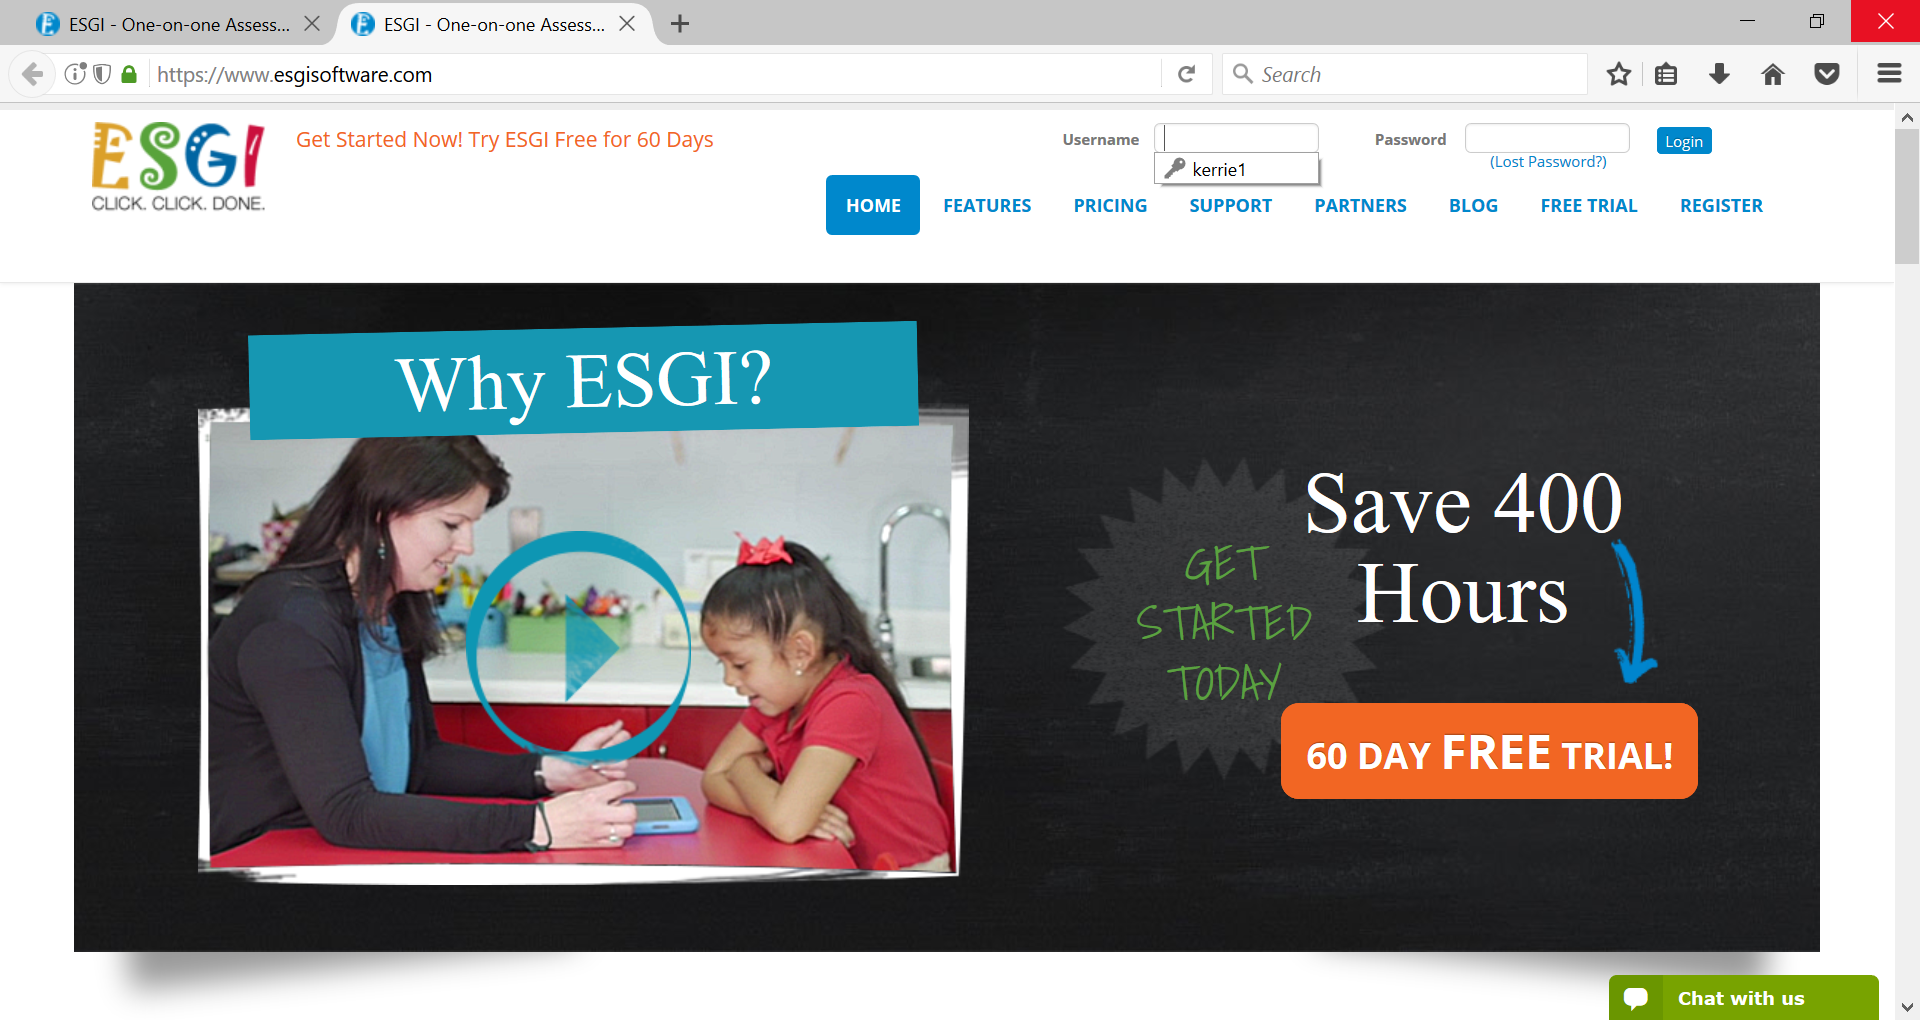 ESGI - One-on-one Assess...
ESGI - One-on-one Assess...
https://www.esgisoftware.com
Search
ESGI
CLICK. CLICK. DONE.
Get Started Now! Try ESGI Free for 60 Days
Username
Password
Login
kerrie1
(Lost Password?)
HOME FEATURES PRICING SUPPORT PARTNERS BLOG FREE TRIAL REGISTER
Why ESGI?
Save 400
Hours
GET
STARTED
TODAY
60 DAY FREE TRIAL!
Chat with us